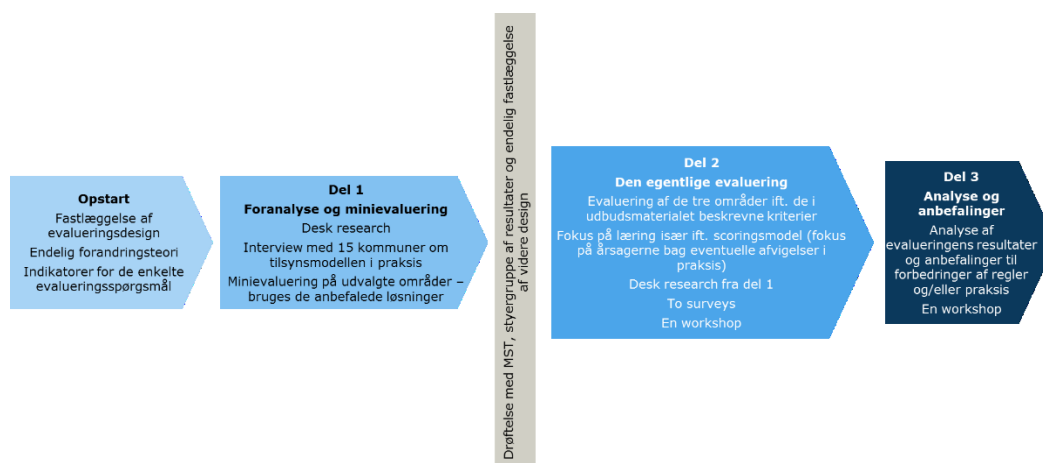 Opstart
Fastlæggelse af
evalueringsdesign
Endelig forandringsteori
Indikatorer for de enkelte
evalueringsspørgsmål
Del 1
Foranalyse og minievaluering
Desk research
Interview med 15 kommuner om
tilsynsmodellen i praksis
Minievaluering på udvalgte områder –
bruges de anbefalede løsninger
Drøftelse med MST, styergruppe af resultater og endelig fastlæggelse
af videre design
Del 2
Den egentlige evaluering
Evaluering af de tre områder ift. de i
udbudsmaterialet beskrevne kriterier
Fokus på læring især ift. scoringsmodel (fokus
på årsagerne bag eventuelle afvigelser i
praksis)
Desk research fra del 1
To surveys
En workshop
Del 3
Analyse og
anbefalinger
Analyse af
evalueringens resultater
og anbefalinger til
forbedringer af regler
og/eller praksis
En workshop